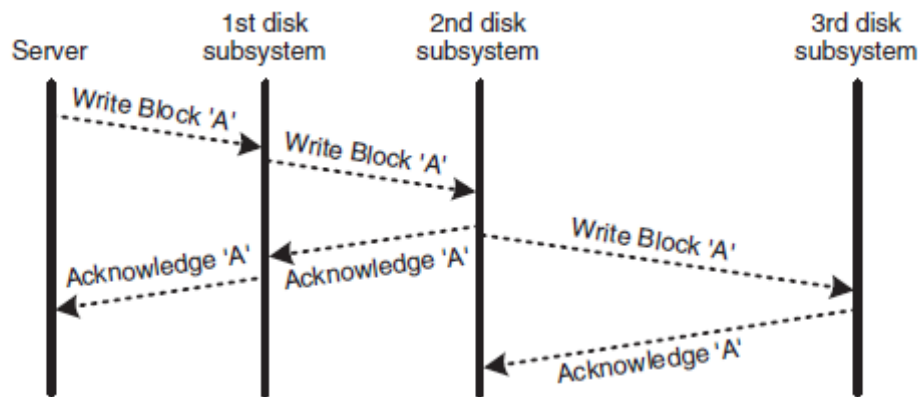 Server
1st disk
subsystem
2nd disk
subsystem
3rd disk
subsystem
Write Block 'A'
Write Block 'A'
Write Block 'A'
Acknowledge 'A'
Acknowledge 'A'
Acknowledge 'A'